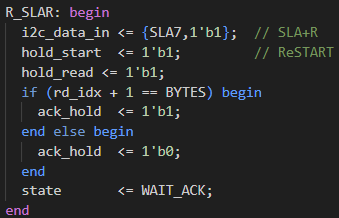 R_SLAR: begin
  i2c_data_in <= {SLA7,1'b1};  // SLA+R
  hold_start  <= 1'b1;         // ReSTART
  hold_read <= 1'b1;
  if (rd_idx + 1 == BYTES) begin
    ack_hold  <= 1'b1;
  end else begin
    ack_hold  <= 1'b0;
  end
  state       <= WAIT_ACK;
end